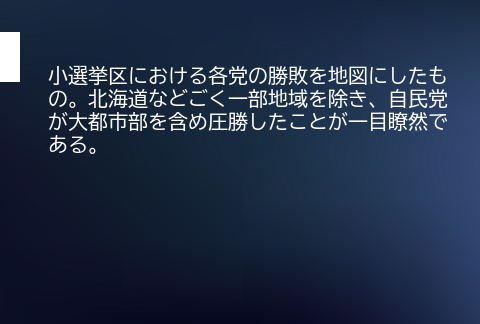 小選挙区における各党の勝敗を地図にしたも
の。北海道などごく一部地域を除き、自民党
が大都市部を含め圧勝したことが一目瞭然で
ある。